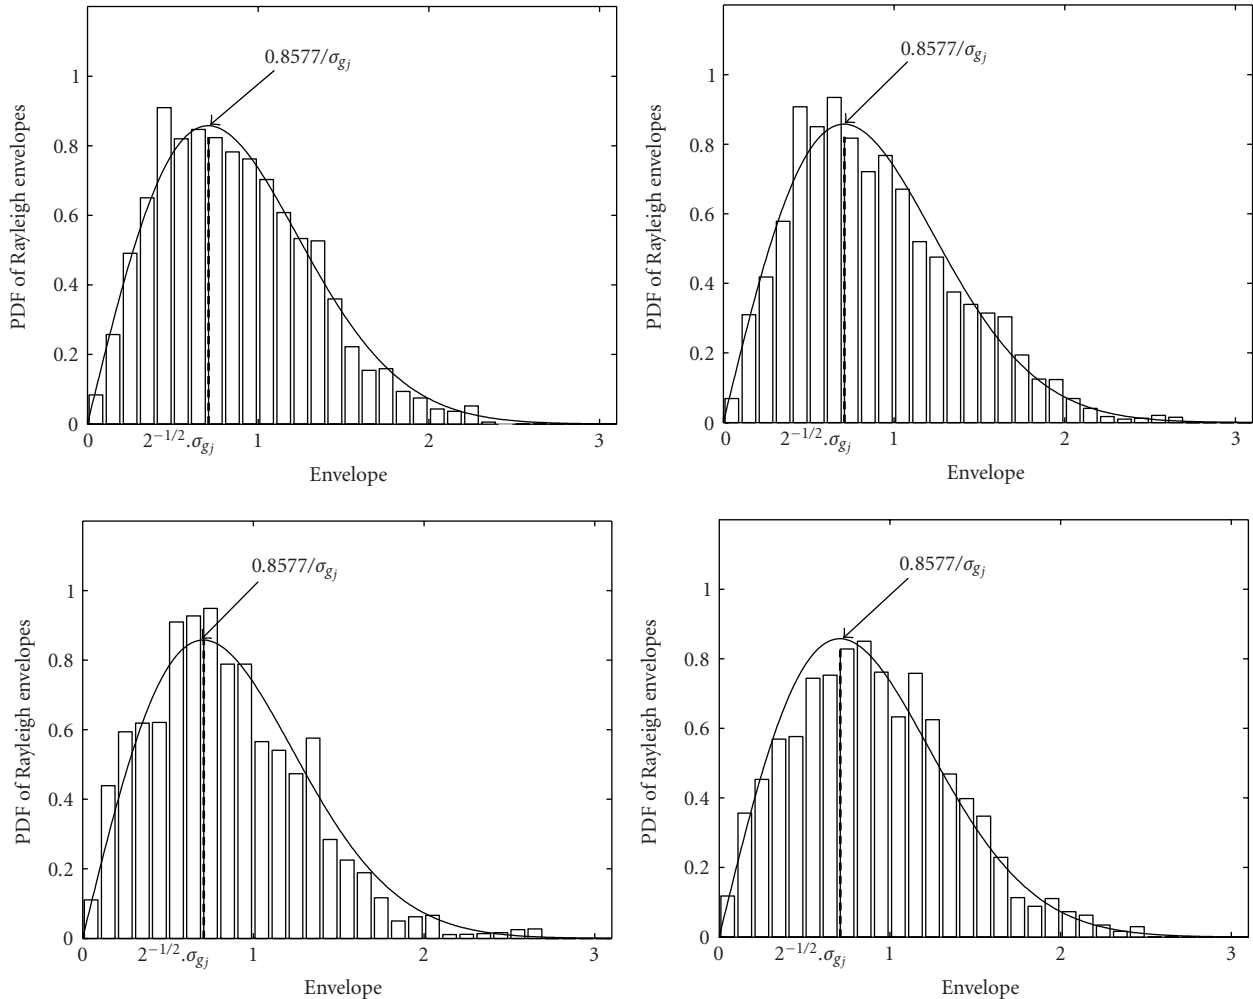 0.8577/σ_{g_j}
PDF of Rayleigh envelopes
1
0.8
0.6
0.4
0.2
0
0 2^{−1/2}.σ_{g_j} 1 2 3
Envelope
0.8577/σ_{g_j}
PDF of Rayleigh envelopes
1
0.8
0.6
0.4
0.2
0
0 2^{−1/2}.σ_{g_j} 1 2 3
Envelope
0.8577/σ_{g_j}
PDF of Rayleigh envelopes
1
0.8
0.6
0.4
0.2
0
0 2^{−1/2}.σ_{g_j} 1 2 3
Envelope
0.8577/σ_{g_j}
PDF of Rayleigh envelopes
1
0.8
0.6
0.4
0.2
0
0 2^{−1/2}.σ_{g_j} 1 2 3
Envelope